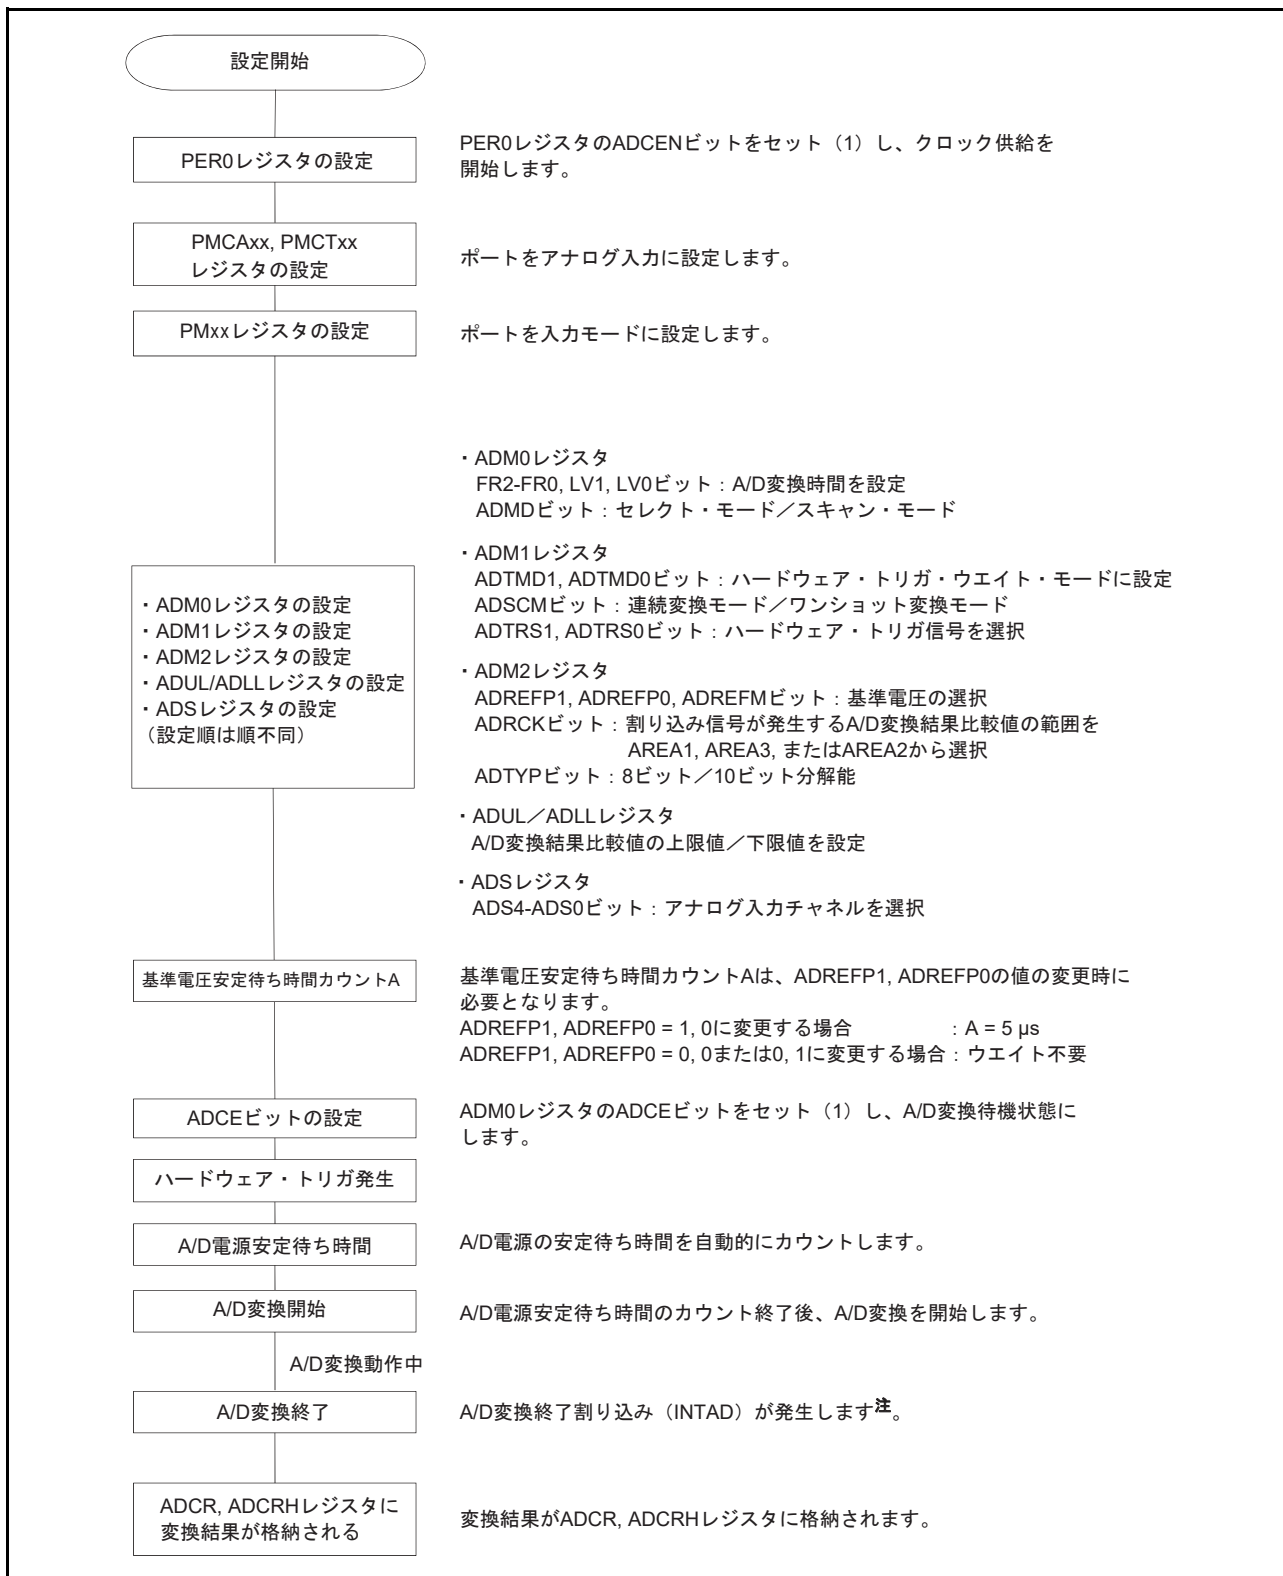 設定開始
PER0レジスタの設定
PER0レジスタのADCENビットをセット（1）し、クロック供給を
開始します。
PMCAxx, PMCTxx
レジスタの設定
ポートをアナログ入力に設定します。
PMxxレジスタの設定
ポートを入力モードに設定します。
・ADM0レジスタの設定
・ADM1レジスタの設定
・ADM2レジスタの設定
・ADUL/ADLLレジスタの設定
・ADSレジスタの設定
（設定順は順不同）
・ADM0レジスタ
FR2-FR0, LV1, LV0ビット：A/D変換時間を設定
ADMDビット：セレクト・モード／スキャン・モード
・ADM1レジスタ
ADTMD1, ADTMD0ビット：ハードウェア・トリガ・ウエイト・モードに設定
ADSCMビット：連続変換モード／ワンショット変換モード
ADTRS1, ADTRS0ビット：ハードウェア・トリガ信号を選択
・ADM2レジスタ
ADREFP1, ADREFP0, ADREFMビット：基準電圧の選択
ADRCKビット：割り込み信号が発生するA/D変換結果比較値の範囲を
AREA1, AREA3, またはAREA2から選択
ADTYPビット：8ビット／10ビット分解能
・ADUL／ADLLレジスタ
A/D変換結果比較値の上限値／下限値を設定
・ADSレジスタ
ADS4-ADS0ビット：アナログ入力チャネルを選択
基準電圧安定待ち時間カウントA
基準電圧安定待ち時間カウントAは、ADREFP1, ADREFP0の値の変更時に
必要となります。
ADREFP1, ADREFP0 = 1, 0に変更する場合　　　　　：A = 5 µs
ADREFP1, ADREFP0 = 0, 0または0, 1に変更する場合：ウエイト不要
ADCEビットの設定
ADM0レジスタのADCEビットをセット（1）し、A/D変換待機状態に
します。
ハードウェア・トリガ発生
A/D電源安定待ち時間
A/D電源の安定待ち時間を自動的にカウントします。
A/D変換開始
A/D電源安定待ち時間のカウント終了後、A/D変換を開始します。
A/D変換動作中
A/D変換終了
A/D変換終了割り込み（INTAD）が発生します注。
ADCR, ADCRHレジスタに
変換結果が格納される
変換結果がADCR, ADCRHレジスタに格納されます。